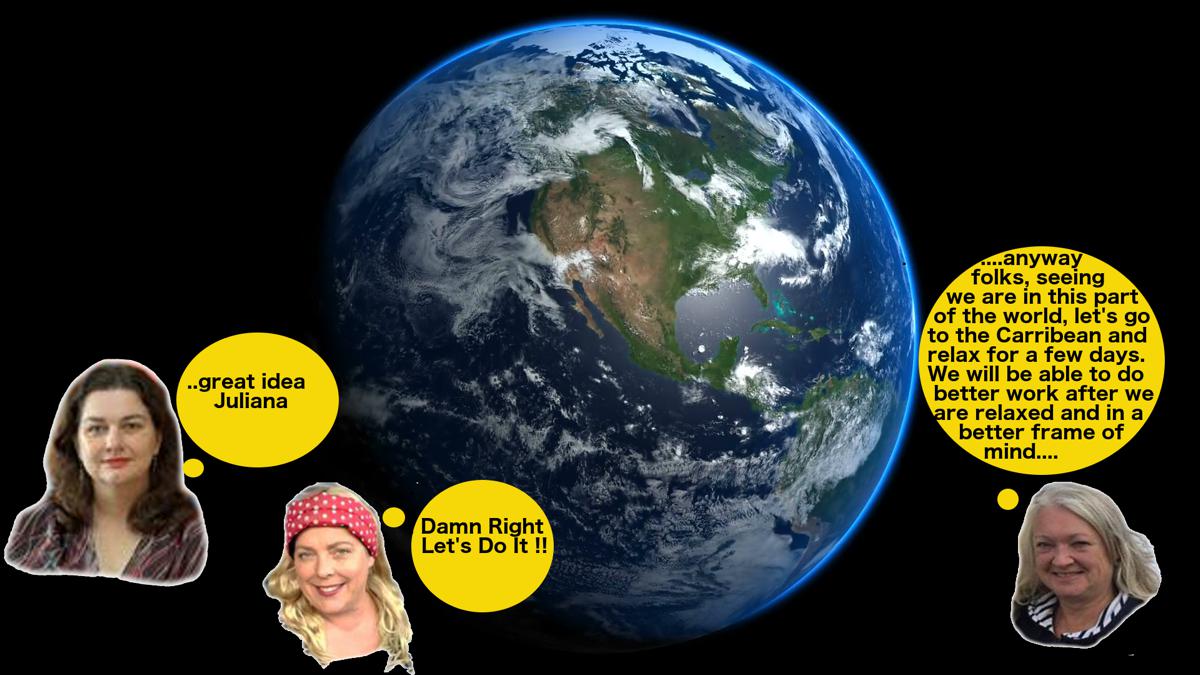 ....anyway
folks, seeing
we are in this part
of the world, let's go
to the Carribean and
relax for a few days.
We will be able to do
better work after we
are relaxed and in a
better frame of
mind....
..great idea
Juliana
Damn Right
Let's Do It !!